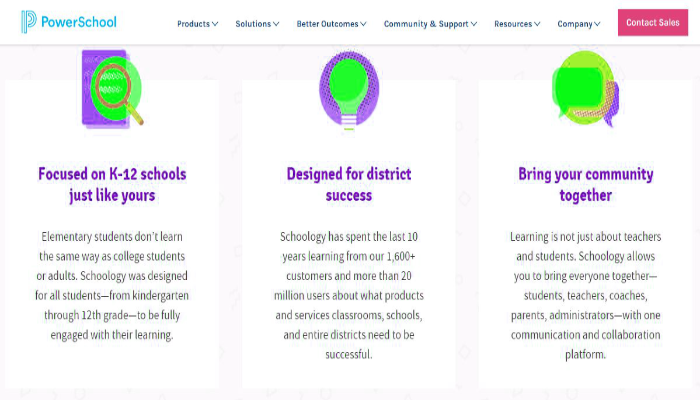 PowerSchool
Products Solutions Better Outcomes Community & Support Resources Company Contact Sales
Focused on K-12 schools
just like yours
Elementary students don't learn
the same way as college students
or adults. Schoology was designed
for all students—from kindergarten
through 12th grade—to be fully
engaged with their learning.
Designed for district
success
Schoology has spent the last 10
years learning from our 1,600+
customers and more than 20
million users about what products
and services classrooms, schools,
and entire districts need to be
successful.
Bring your community
together
Learning is not just about teachers
and students. Schoology allows
you to bring everyone together—
students, teachers, coaches,
parents, administrators—with one
communication and collaboration
platform.